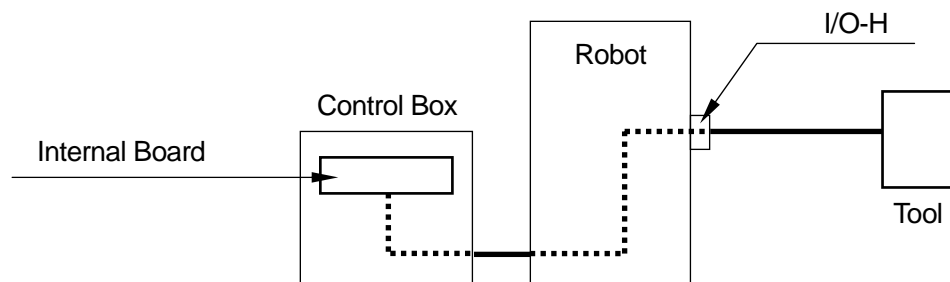 I/O-H
Robot
Control Box
Internal Board
Tool